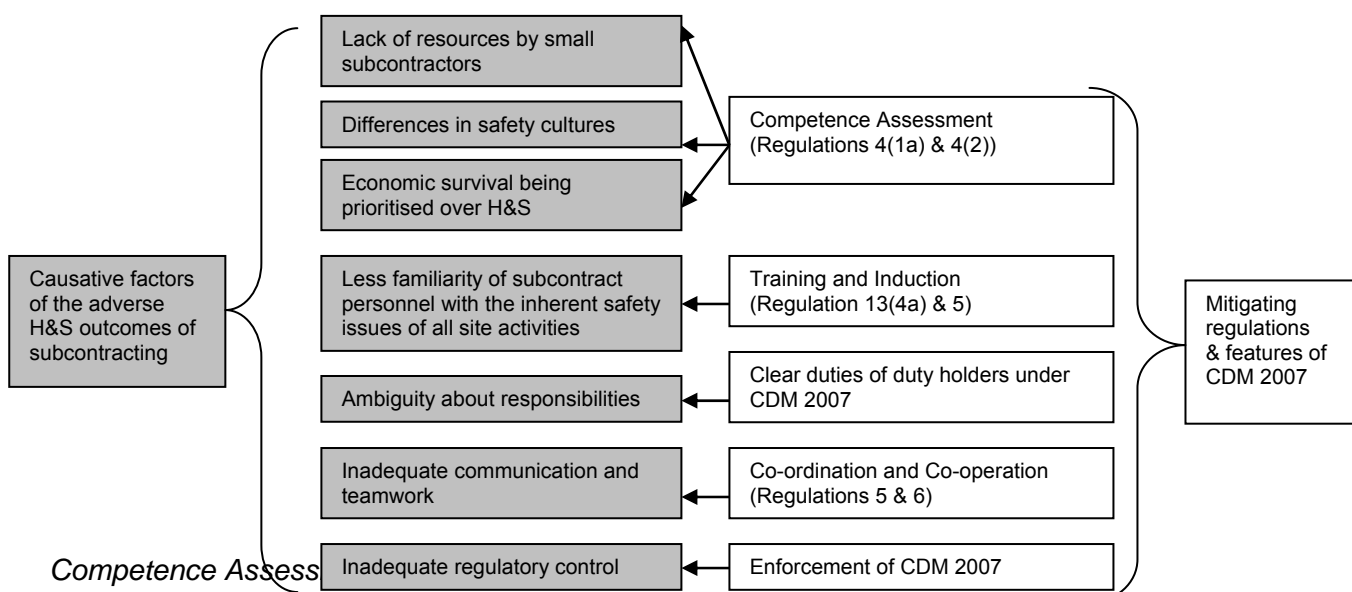 Causative factors
of the adverse
H&S outcomes of
subcontracting
Lack of resources by small
subcontractors
Differences in safety cultures
Economic survival being
prioritised over H&S
Less familiarity of subcontract
personnel with the inherent safety
issues of all site activities
Ambiguity about responsibilities
Inadequate communication and
teamwork
Inadequate regulatory control
Competence Assess
Competence Assessment
(Regulations 4(1a) & 4(2))
Training and Induction
(Regulation 13(4a) & 5)
Clear duties of duty holders under
CDM 2007
Co-ordination and Co-operation
(Regulations 5 & 6)
Enforcement of CDM 2007
Mitigating
regulations
& features of
CDM 2007